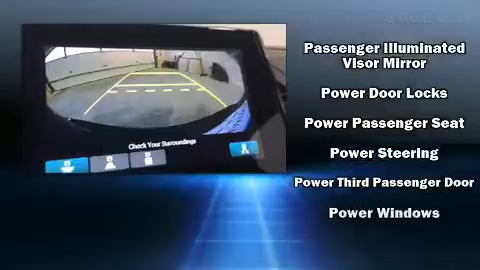 Passenger Illuminated
Visor Mirror
Power Door Locks
Power Passenger Seat
Power Steering
Power Third Passenger Door
Power Windows
Check Your Surroundings